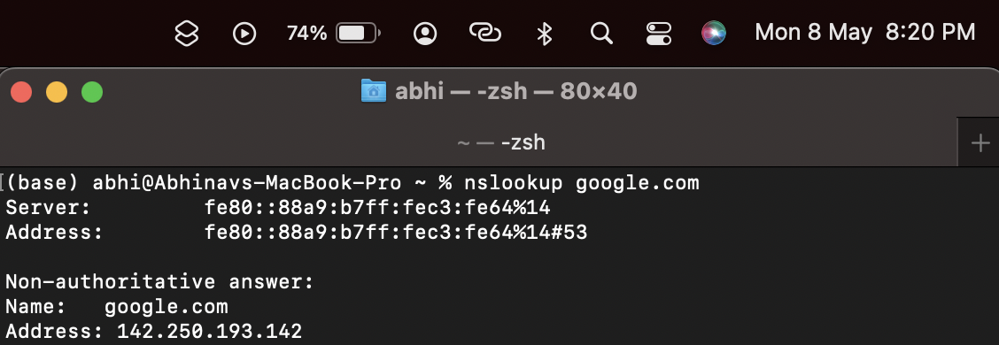 74% Mon 8 May 8:20 PM
abhi — -zsh — 80×40
~ — -zsh
(base) abhi@Abhinavs-MacBook-Pro ~ % nslookup google.com
Server: fe80::88a9:b7ff:fec3:fe64%14
Address: fe80::88a9:b7ff:fec3:fe64%14#53
Non-authoritative answer:
Name: google.com
Address: 142.250.193.142